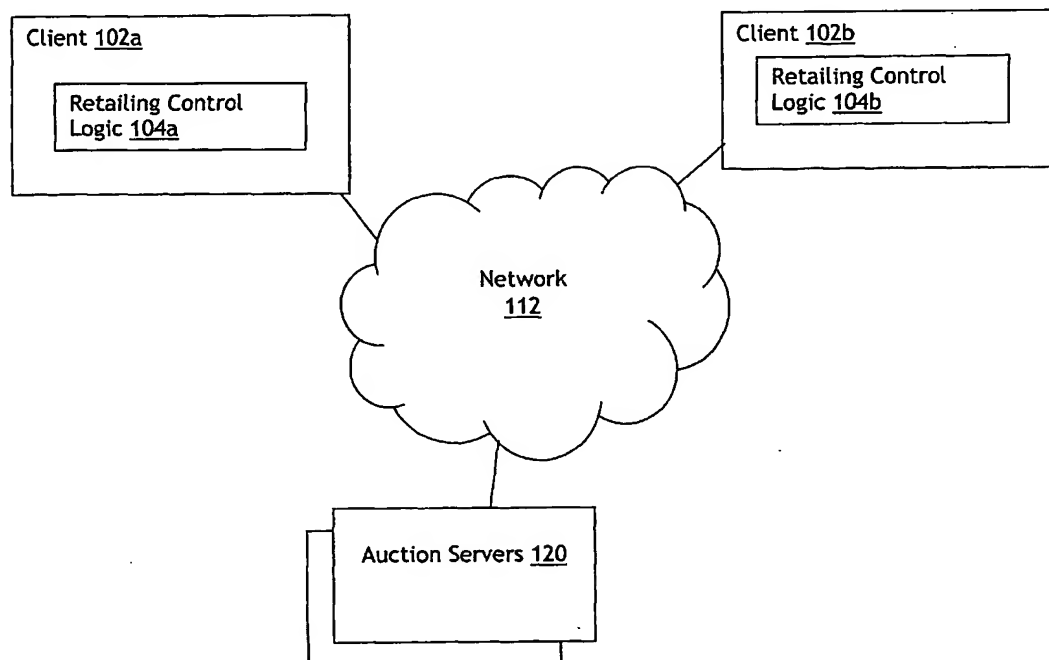 Client 102a
Retailing Control
Logic 104a
Client 102b
Retailing Control
Logic 104b
Network
112
Auction Servers 120